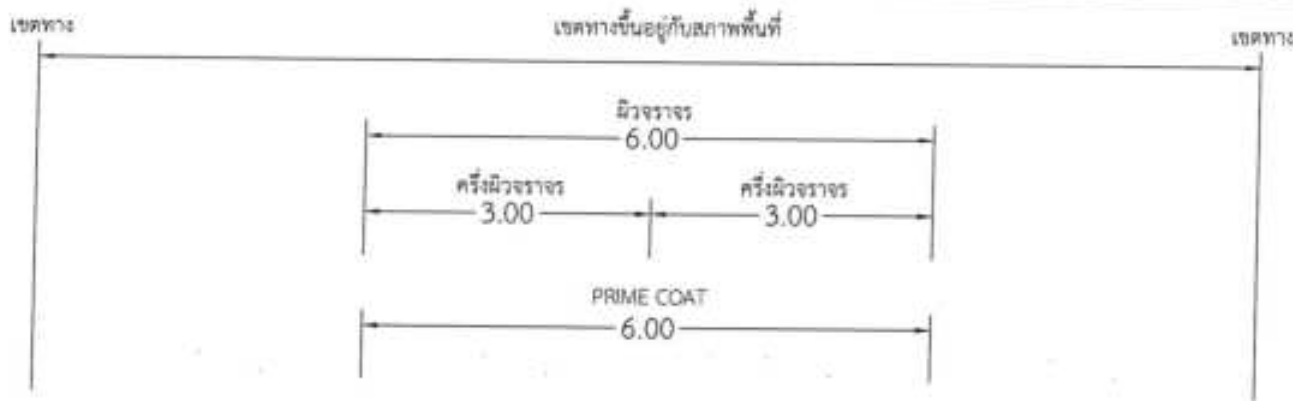 เขตทาง เขตทางขึ้นอยู่กับสภาพพื้นที่ เขตทาง
ผิวจราจร
6.00
ครึ่งผิวจราจร ครึ่งผิวจราจร
3.00 3.00
PRIME COAT
6.00